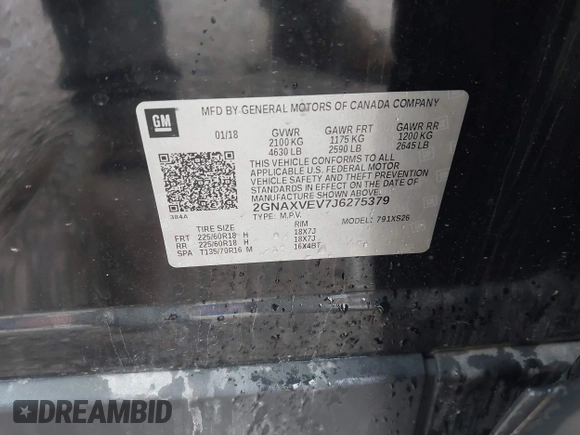 GM
MFD BY GENERAL MOTORS OF CANADA COMPANY
01/18 GVWR GAWR FRT GAWR RR
2100 KG 1175 KG 1200 KG
4630 LB 2590 LB 2645 LB
THIS VEHICLE CONFORMS TO ALL APPLICABLE
U.S. FEDERAL MOTOR VEHICLE SAFETY AND THEFT PREVENTION
STANDARDS IN EFFECT ON THE DATE
OF MANUFACTURE SHOWN ABOVE.
2GNAXVEV7J6275379
384A TYPE: M.P.V. MODEL: 791XS26
TIRE SIZE RIM
FRT 225/60R18 H 18X7J
RR 225/60R18 H 18X7J
SPA T135/70R16 M 16X4BT
DREAMBID